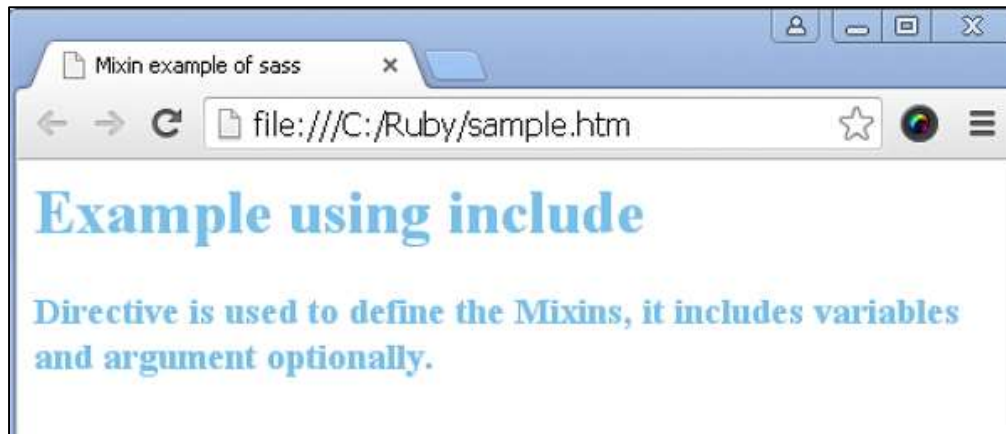 Mixin example of sass
file:///C:/Ruby/sample.htm
Example using include
Directive is used to define the Mixins, it includes variables
and argument optionally.